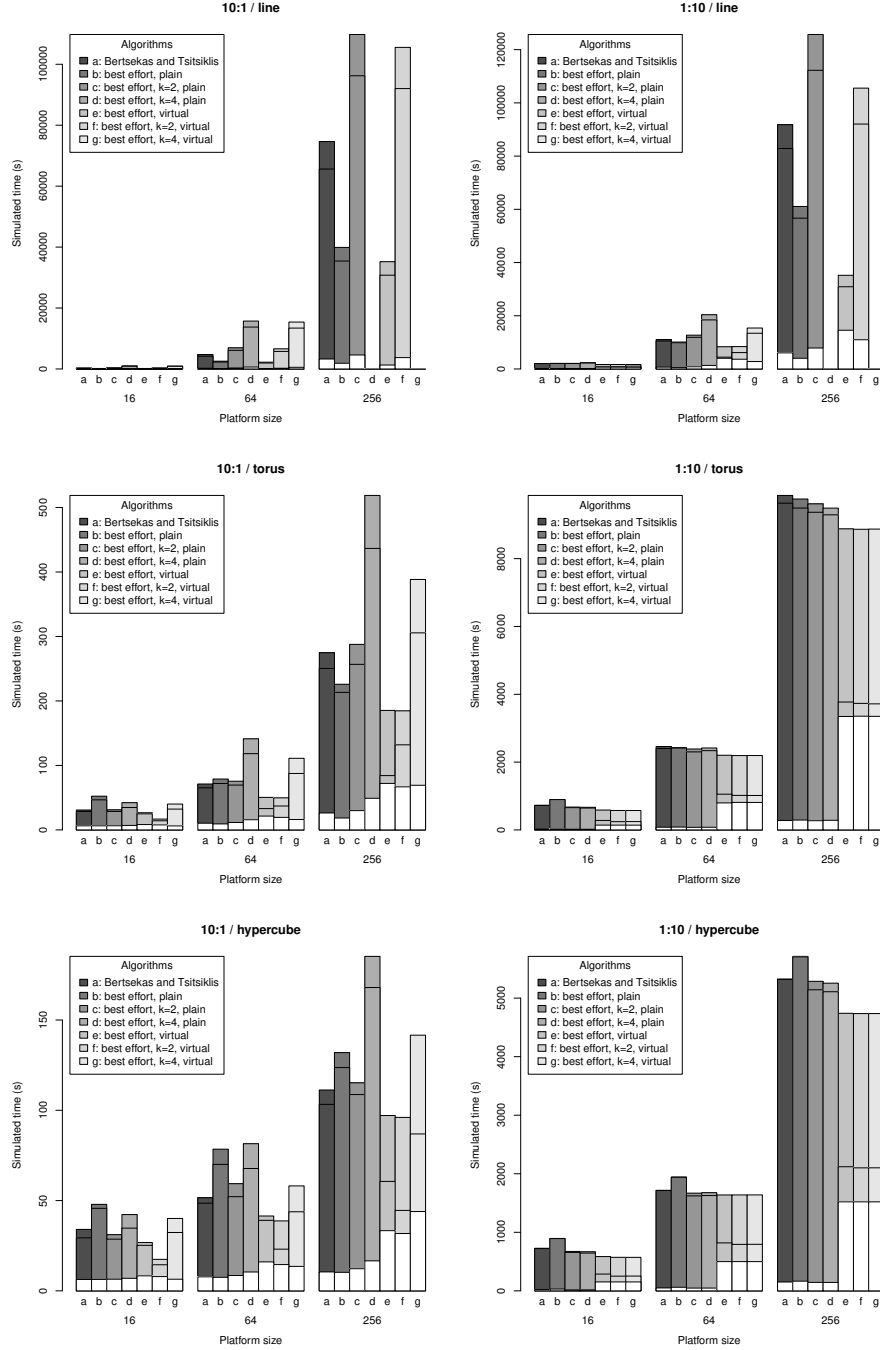 10:1 / line
Algorithms
a: Bertsekas and Tsitsiklis
b: best effort, plain
c: best effort, k=2, plain
d: best effort, k=4, plain
e: best effort, virtual
f: best effort, k=2, virtual
g: best effort, k=4, virtual
Simulated time (s)
0 20000 40000 60000 80000 100000
a b c d e f g a b c d e f g a b c d e f g
16 64 256
Platform size
1:10 / line
Algorithms
a: Bertsekas and Tsitsiklis
b: best effort, plain
c: best effort, k=2, plain
d: best effort, k=4, plain
e: best effort, virtual
f: best effort, k=2, virtual
g: best effort, k=4, virtual
Simulated time (s)
0 20000 40000 60000 80000 100000 120000
a b c d e f g a b c d e f g a b c d e f g
16 64 256
Platform size
10:1 / torus
Algorithms
a: Bertsekas and Tsitsiklis
b: best effort, plain
c: best effort, k=2, plain
d: best effort, k=4, plain
e: best effort, virtual
f: best effort, k=2, virtual
g: best effort, k=4, virtual
Simulated time (s)
0 100 200 300 400 500
a b c d e f g a b c d e f g a b c d e f g
16 64 256
Platform size
1:10 / torus
Algorithms
a: Bertsekas and Tsitsiklis
b: best effort, plain
c: best effort, k=2, plain
d: best effort, k=4, plain
e: best effort, virtual
f: best effort, k=2, virtual
g: best effort, k=4, virtual
Simulated time (s)
0 2000 4000 6000 8000
a b c d e f g a b c d e f g a b c d e f g
16 64 256
Platform size
10:1 / hypercube
Algorithms
a: Bertsekas and Tsitsiklis
b: best effort, plain
c: best effort, k=2, plain
d: best effort, k=4, plain
e: best effort, virtual
f: best effort, k=2, virtual
g: best effort, k=4, virtual
Simulated time (s)
0 50 100 150
a b c d e f g a b c d e f g a b c d e f g
16 64 256
Platform size
1:10 / hypercube
Algorithms
a: Bertsekas and Tsitsiklis
b: best effort, plain
c: best effort, k=2, plain
d: best effort, k=4, plain
e: best effort, virtual
f: best effort, k=2, virtual
g: best effort, k=4, virtual
Simulated time (s)
0 1000 2000 3000 4000 5000
a b c d e f g a b c d e f g a b c d e f g
16 64 256
Platform size